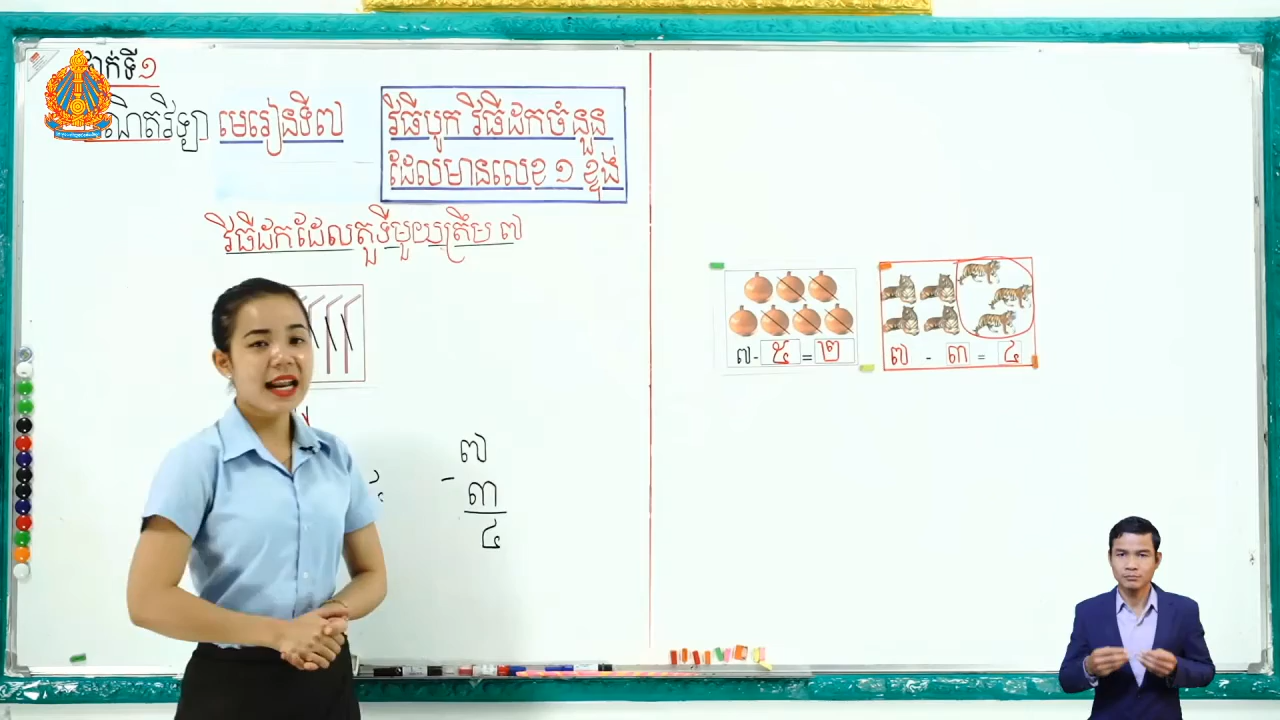 ថ្នាក់ទី១
គណិតវិទ្យា មេរៀនទី៧
វិធីបូក វិធីដកចំនួន
ដែលមានលេខ ១ ខ្ទង់
វិធីដកដែលតួទីមួយត្រឹម ៧
៧
-
៣
៤
៧-៥=២
៧ - ៣ = ៤